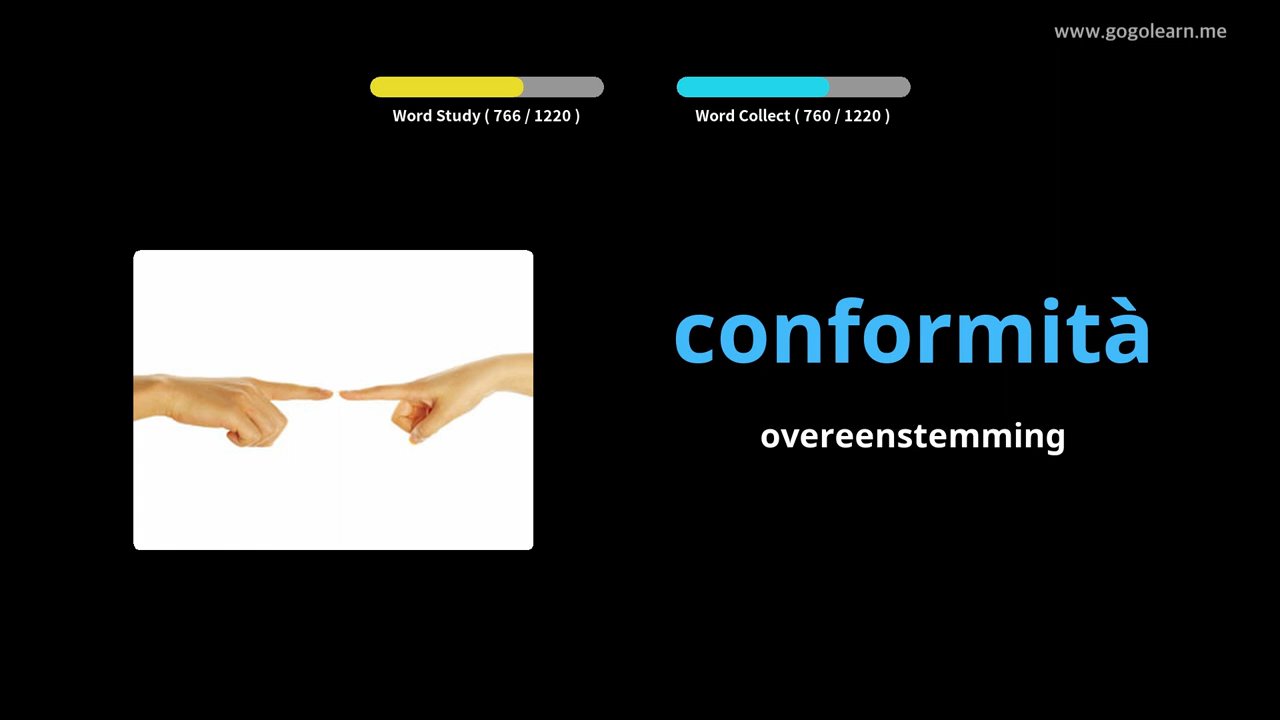 www.gogolearn.me
Word Study ( 766 / 1220 )
Word Collect ( 760 / 1220 )
conformità
overeenstemming